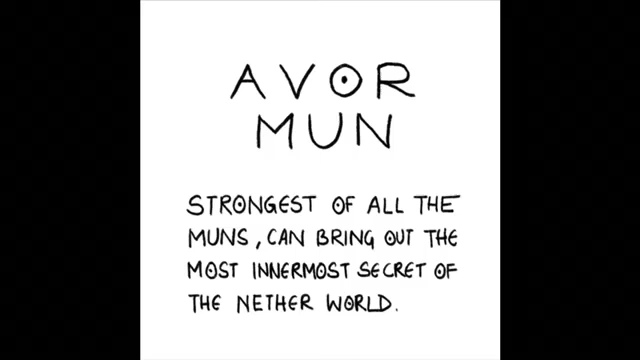 AVOR
MUN
STRONGEST OF ALL THE
MUNS, CAN BRING OUT THE
MOST INNERMOST SECRET OF
THE NETHER WORLD.